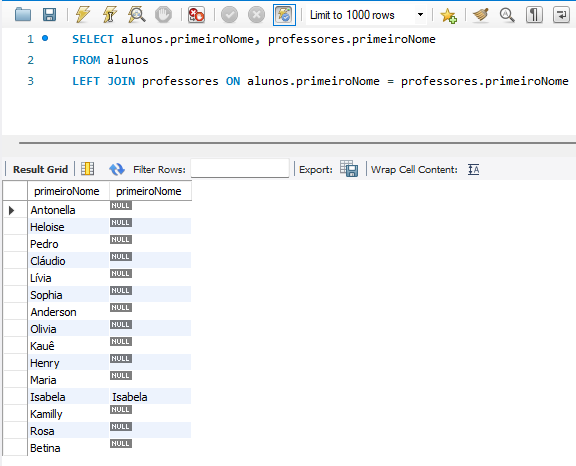 Limit to 1000 rows
1 SELECT alunos.primeiroNome, professores.primeiroNome
2 FROM alunos
3 LEFT JOIN professores ON alunos.primeiroNome = professores.primeiroNome
Result Grid Filter Rows: Export: Wrap Cell Content: IA
primeiroNome primeiroNome
Antonella NULL
Heloise NULL
Pedro NULL
Cláudio NULL
Lívia NULL
Sophia NULL
Anderson NULL
Olivia NULL
Kauê NULL
Henry NULL
Maria NULL
Isabela Isabela
Kamilly NULL
Rosa NULL
Betina NULL